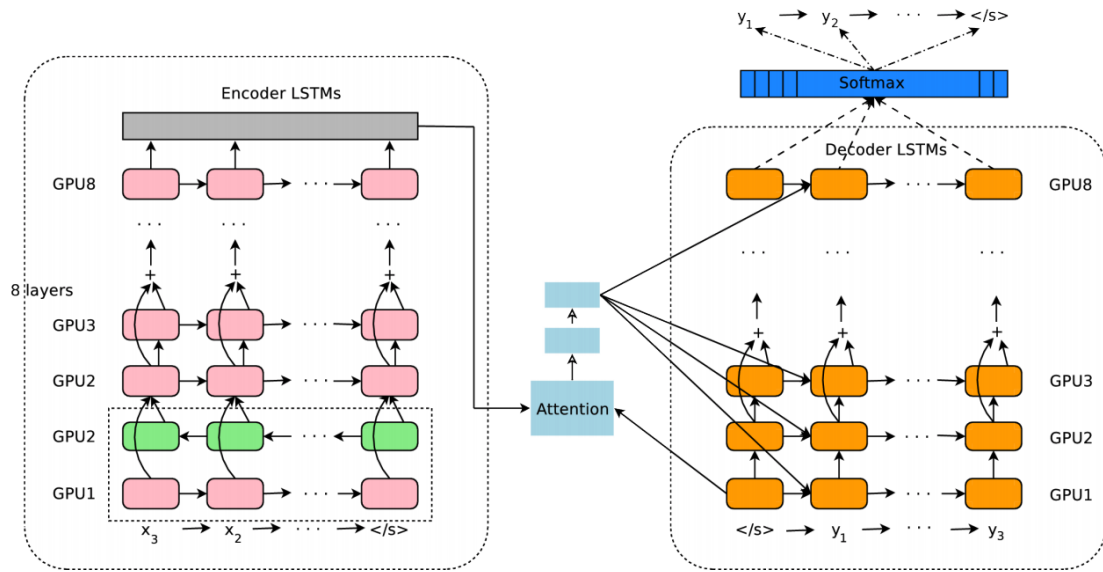 y₁ y₂ · · · </s>
Softmax
Encoder LSTMs
Decoder LSTMs
GPU8
· · ·
· · · · · · · · ·
+ + +
8 layers
GPU3
· · ·
GPU2
· · ·
GPU2
· · ·
GPU1
· · ·
x₃ x₂ · · · </s>
Attention
GPU8
· · ·
· · · · · · · · ·
+ + +
GPU3
· · ·
GPU2
· · ·
GPU1
· · ·
</s> y₁ · · · y₃